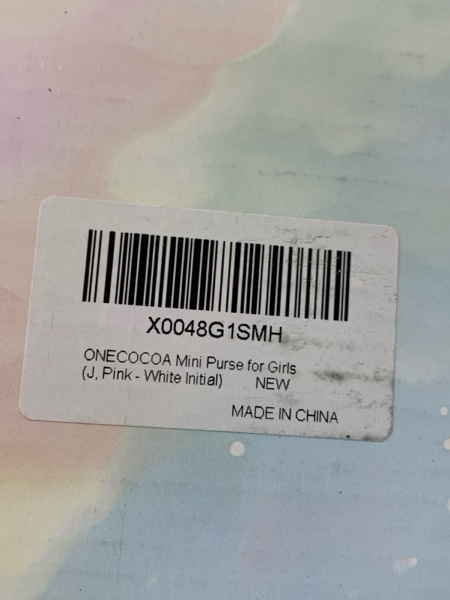 X0048G1SMH
ONECOCOA Mini Purse for Girls
(J, Pink - White Initial) NEW
MADE IN CHINA